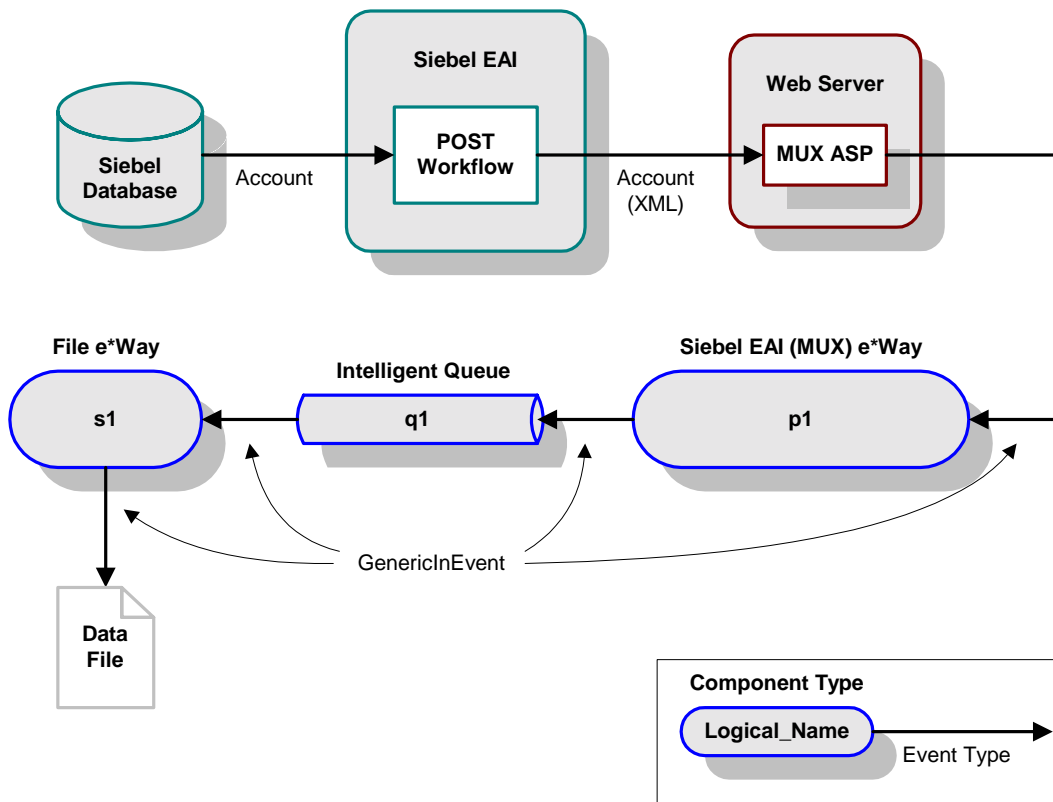 Siebel EAI
Web Server
POST
Workflow
MUX ASP
Siebel
Database
Account
Account
(XML)
File e*Way
Siebel EAI (MUX) e*Way
Intelligent Queue
s1
q1
p1
GenericInEvent
Data
File
Component Type
Logical_Name
Event Type